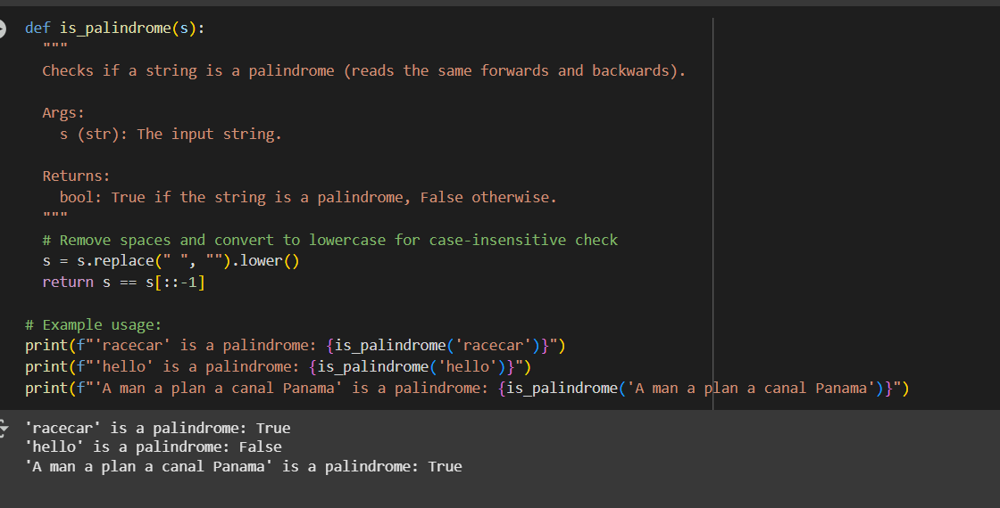 def is_palindrome(s):
  """
  Checks if a string is a palindrome (reads the same forwards and backwards).

  Args:
    s (str): The input string.

  Returns:
    bool: True if the string is a palindrome, False otherwise.
  """
  # Remove spaces and convert to lowercase for case-insensitive check
  s = s.replace(" ", "").lower()
  return s == s[::-1]

# Example usage:
print(f"'racecar' is a palindrome: {is_palindrome('racecar')}")
print(f"'hello' is a palindrome: {is_palindrome('hello')}")
print(f"'A man a plan a canal Panama' is a palindrome: {is_palindrome('A man a plan a canal Panama')}")
'racecar' is a palindrome: True
'hello' is a palindrome: False
'A man a plan a canal Panama' is a palindrome: True